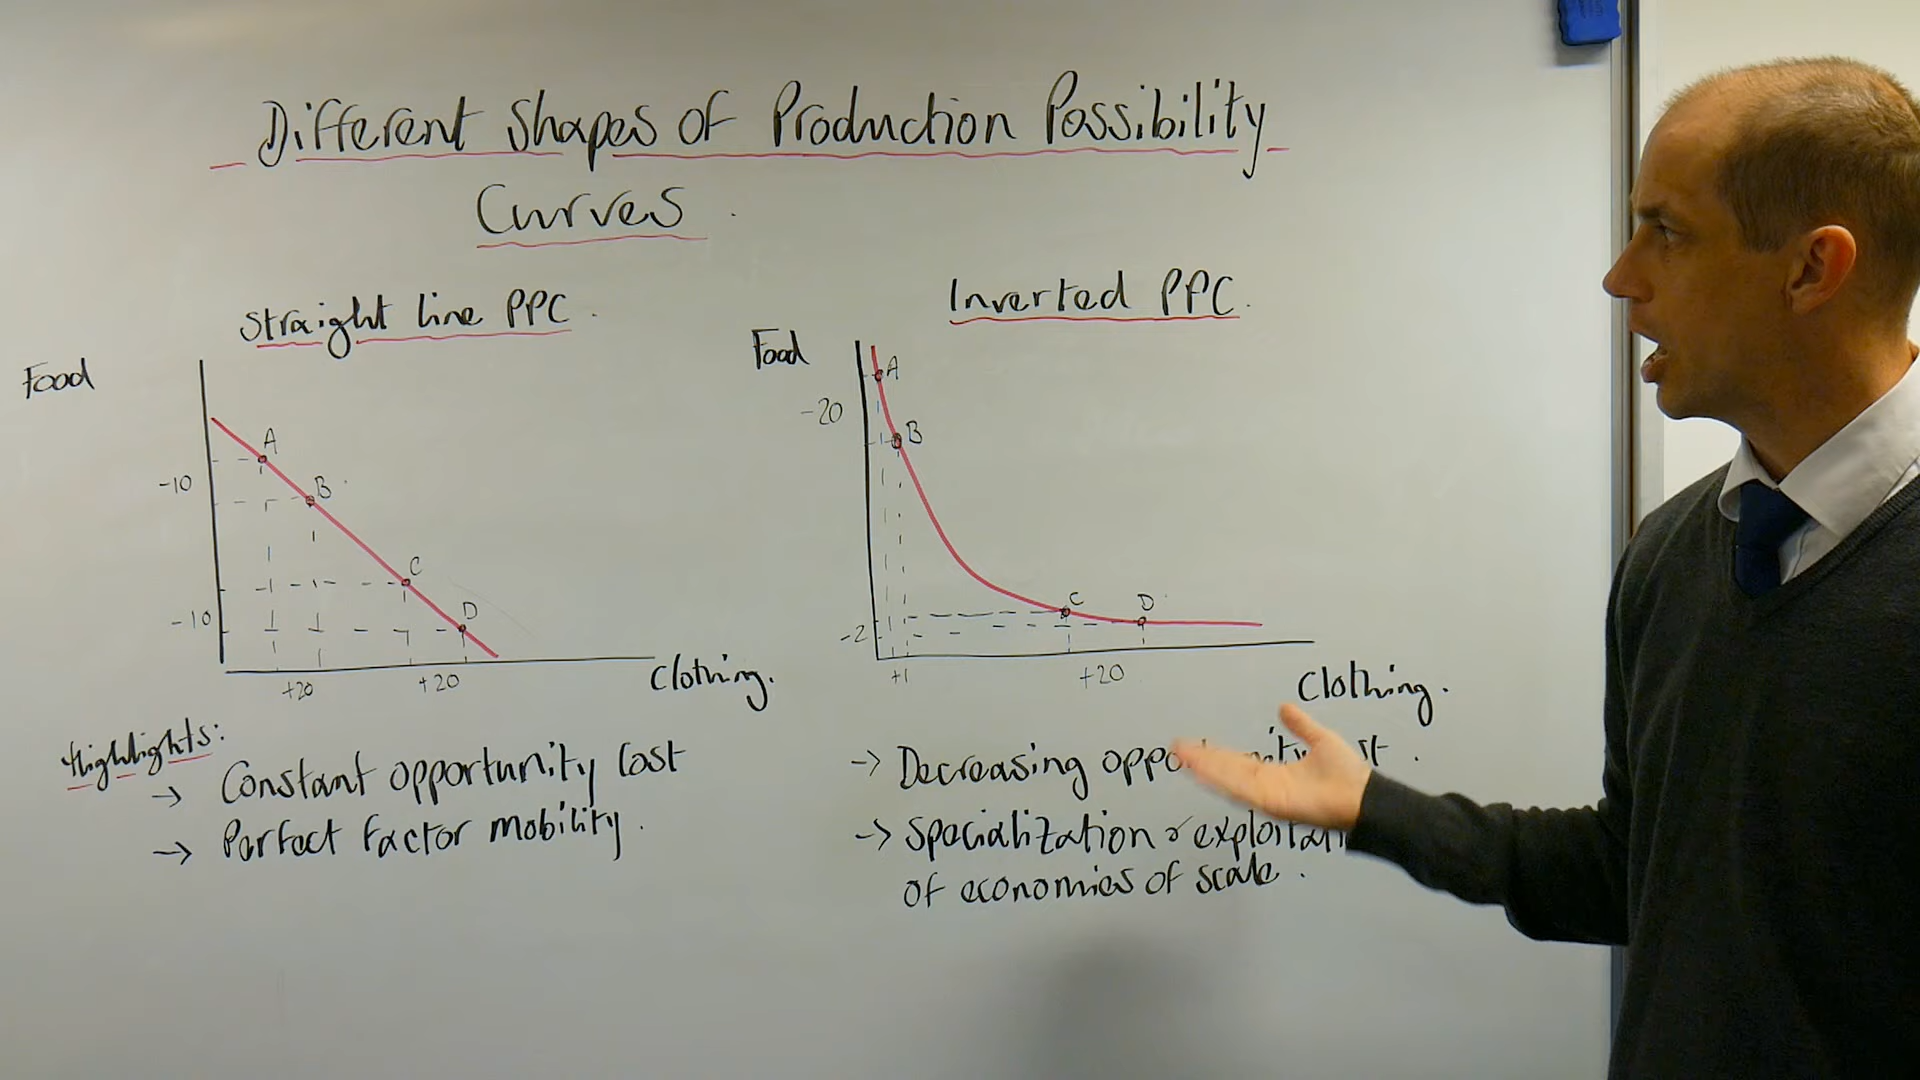 Different Shapes of Production Possibility
Curves.
Straight line PPC.
Food
A
-10
B
C
-10
D
+20
+20
Clothing.
Highlights:
→ Constant opportunity Cost
→ Perfect factor mobility.
Inverted PPC.
Food
A
-20
B
C
D
-2
+1
+20
Clothing.
→ Decreasing
→ Specialization & 
of economies of scale.